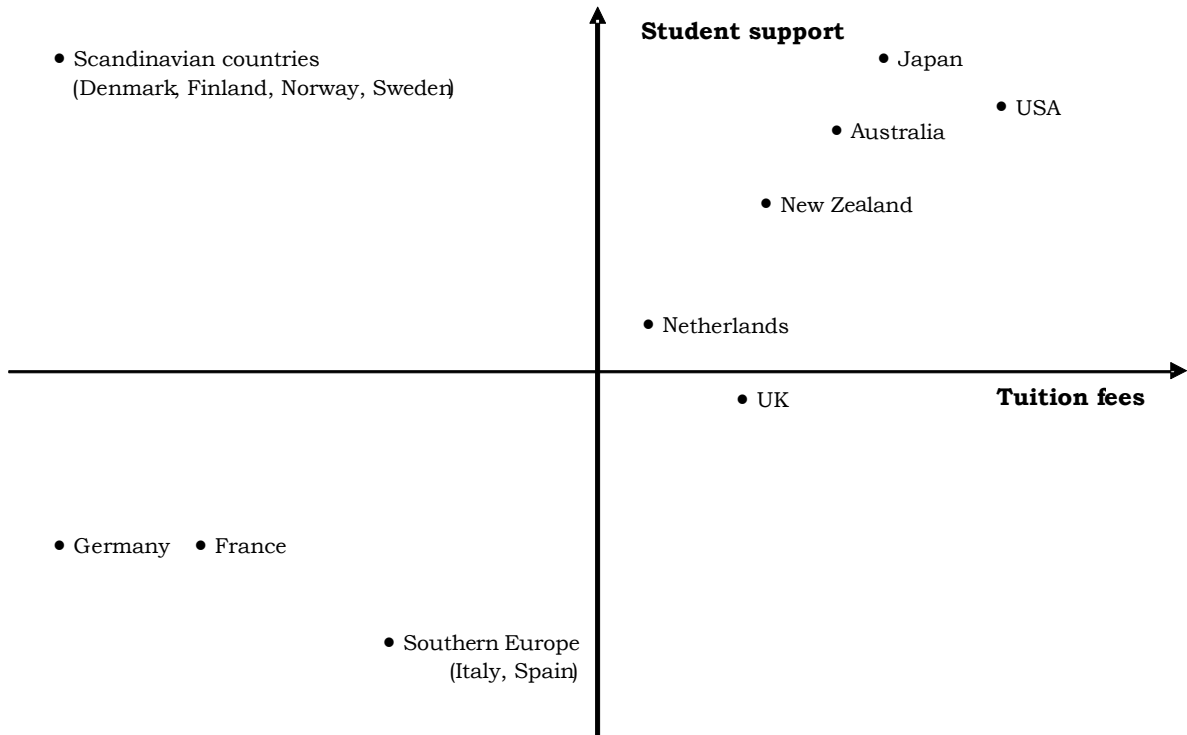 Student support
Scandinavian countries
(Denmark, Finland, Norway, Sweden)
Japan
USA
Australia
New Zealand
Netherlands
Tuition fees
UK
Germany
France
Southern Europe
(Italy, Spain)